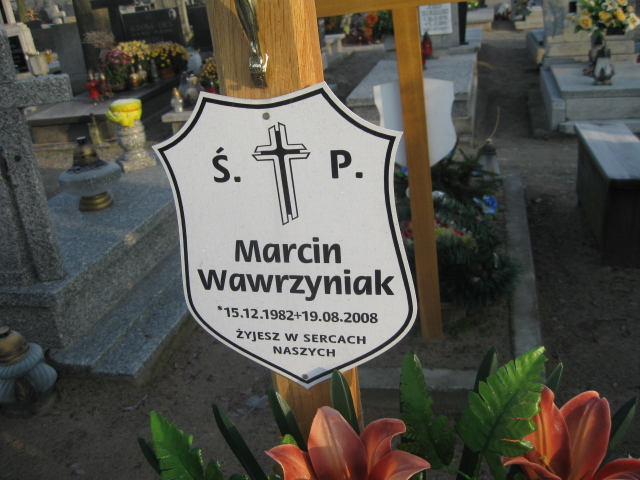 Ś. P.
Marcin
Wawrzyniak
*15.12.1982+19.08.2008
ŻYJESZ W SERCACH
NASZYCH